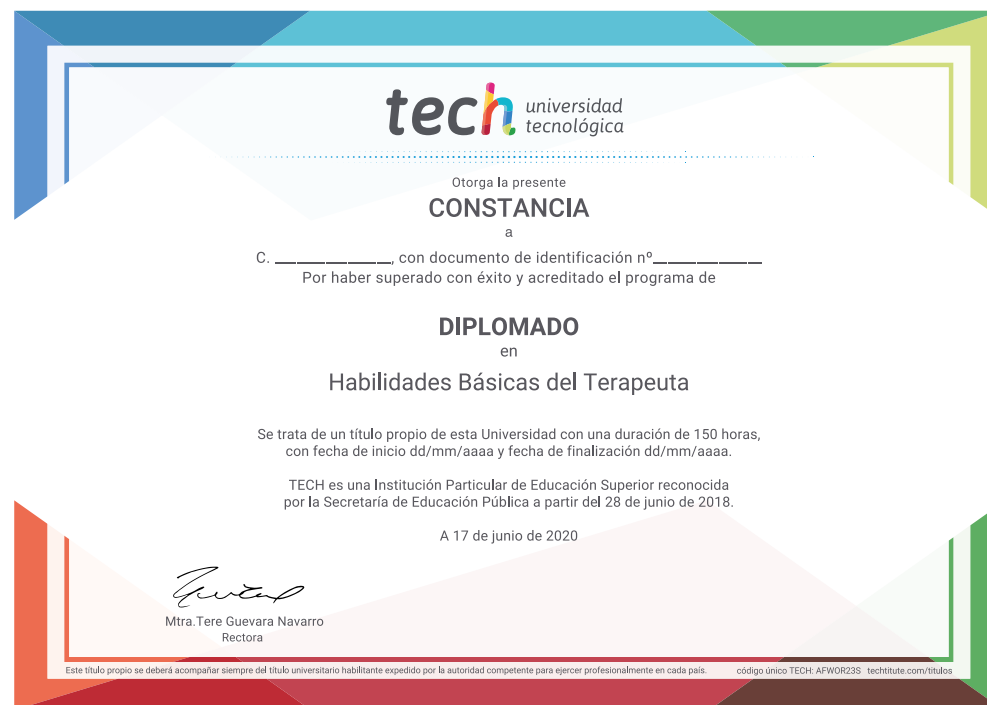 tech universidad
tecnológica
Otorga la presente
CONSTANCIA
a
C. ______________, con documento de identificación nº______________
Por haber superado con éxito y acreditado el programa de
DIPLOMADO
en
Habilidades Básicas del Terapeuta
Se trata de un título propio de esta Universidad con una duración de 150 horas,
con fecha de inicio dd/mm/aaaa y fecha de finalización dd/mm/aaaa.
TECH es una Institución Particular de Educación Superior reconocida
por la Secretaría de Educación Pública a partir del 28 de junio de 2018.
A 17 de junio de 2020
Mtra.Tere Guevara Navarro
Rectora
Este título propio se deberá acompañar siempre del título universitario habilitante expedido por la autoridad competente para ejercer profesionalmente en cada país. código único TECH: AFWOR23S techtitute.com/titulos